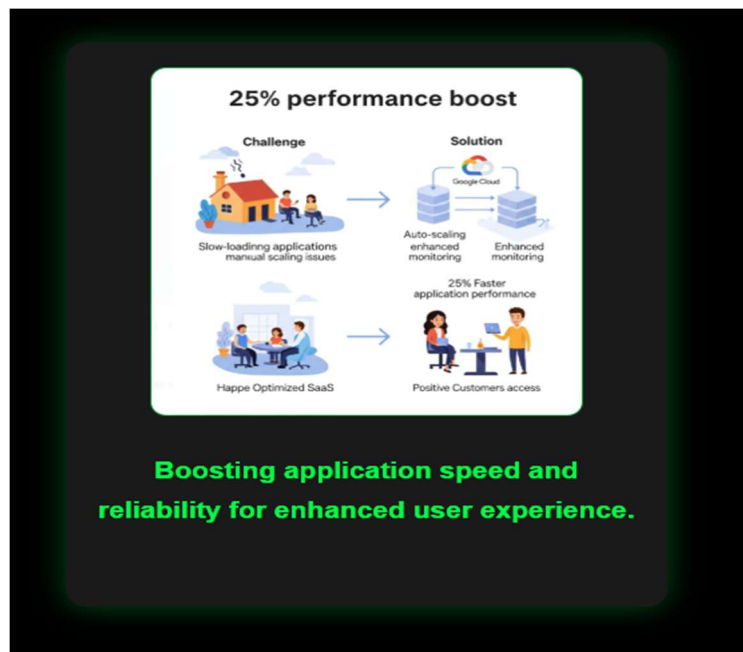 25% performance boost
Challenge
Solution
Google Cloud
Slow-loadinng applications
manual scaling issues
Auto-scaling
enhanced
monitoring
Enhanced
monitoring
25% Faster
application performance
Happe Optimized SaaS
Positive Customers access
Boosting application speed and
reliability for enhanced user experience.